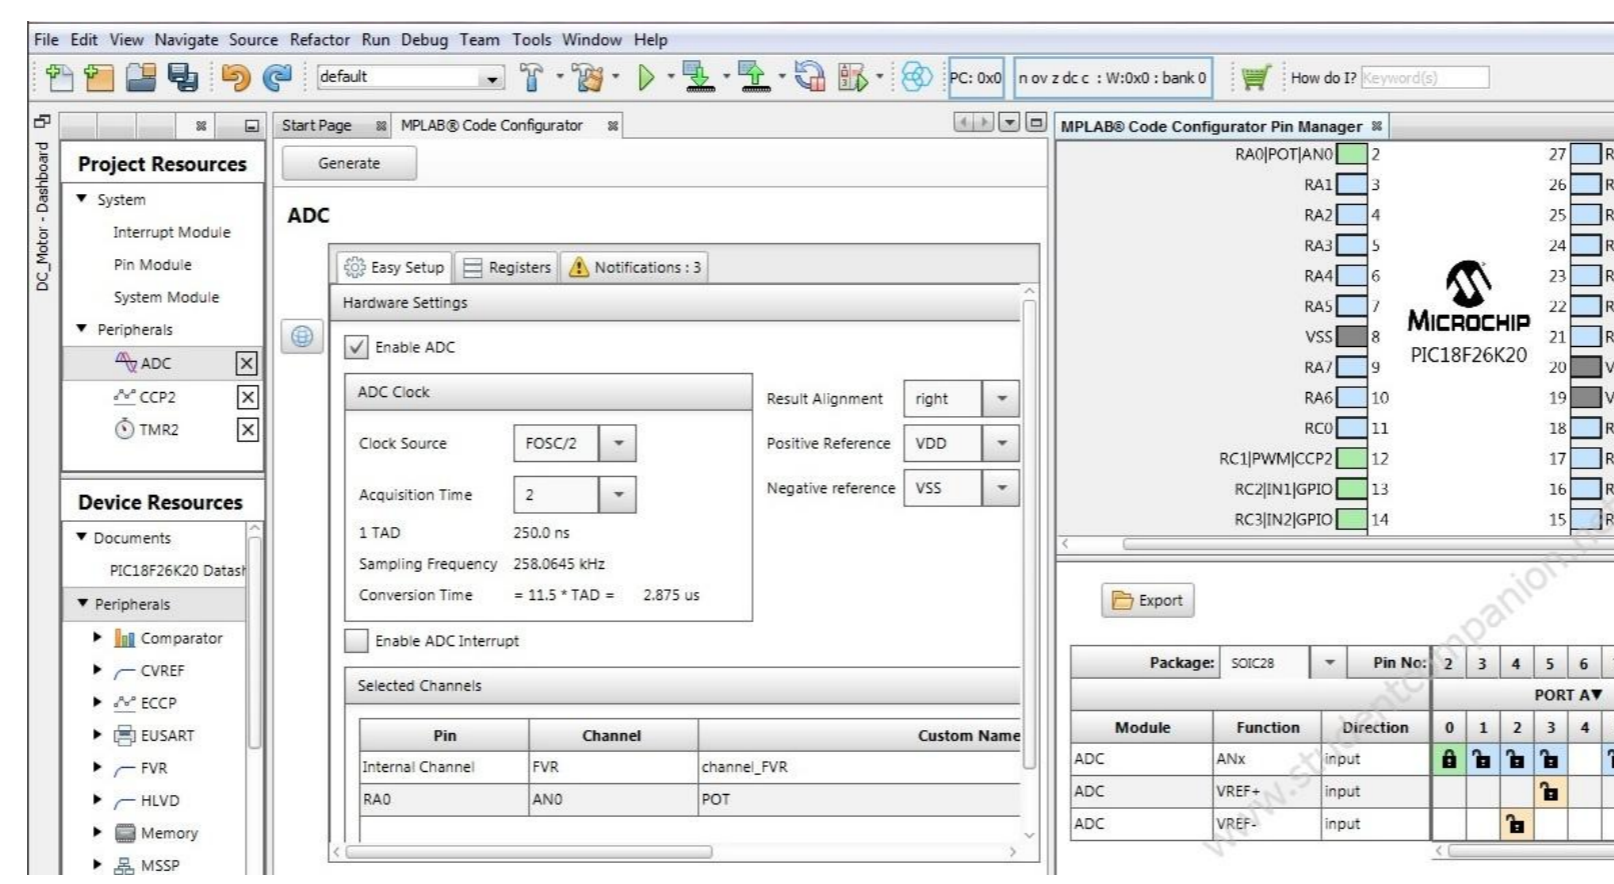 File Edit View Navigate Source Refactor Run Debug Team Tools Window Help
default PC: 0x0 n ov z dc c : W:0x0 : bank 0 How do I? Keyword(s)
DC_Motor - Dashboard
Project Resources
System
Interrupt Module
Pin Module
System Module
Peripherals
ADC
CCP2
TMR2
Device Resources
Documents
PIC18F26K20 Datash
Peripherals
Comparator
CVREF
ECCP
EUSART
FVR
HLVD
Memory
MSSP
Start Page MPLAB® Code Configurator
Generate
ADC
Easy Setup Registers Notifications : 3
Hardware Settings
Enable ADC
ADC Clock
Clock Source FOSC/2
Acquisition Time 2
1 TAD 250.0 ns
Sampling Frequency 258.0645 kHz
Conversion Time = 11.5 * TAD = 2.875 us
Result Alignment right
Positive Reference VDD
Negative reference VSS
Enable ADC Interrupt
Selected Channels
Pin Channel Custom Name
Internal Channel FVR channel_FVR
RA0 AN0 POT
MPLAB® Code Configurator Pin Manager
RA0|POT|AN0 2 27 R
RA1 3 26 R
RA2 4 25 R
RA3 5 24 R
RA4 6 23 R
RA5 7 22 R
VSS 8 21 R
RA7 9 20 V
RA6 10 19 V
RC0 11 18 R
RC1|PWM|CCP2 12 17 R
RC2|IN1|GPIO 13 16 R
RC3|IN2|GPIO 14 15 R
MICROCHIP
PIC18F26K20
Export
Package: SOIC28 Pin No: 2 3 4 5 6
PORT A▼
Module Function Direction 0 1 2 3 4
ADC ANx input
ADC VREF+ input
ADC VREF- input
www.studentcompanion.net